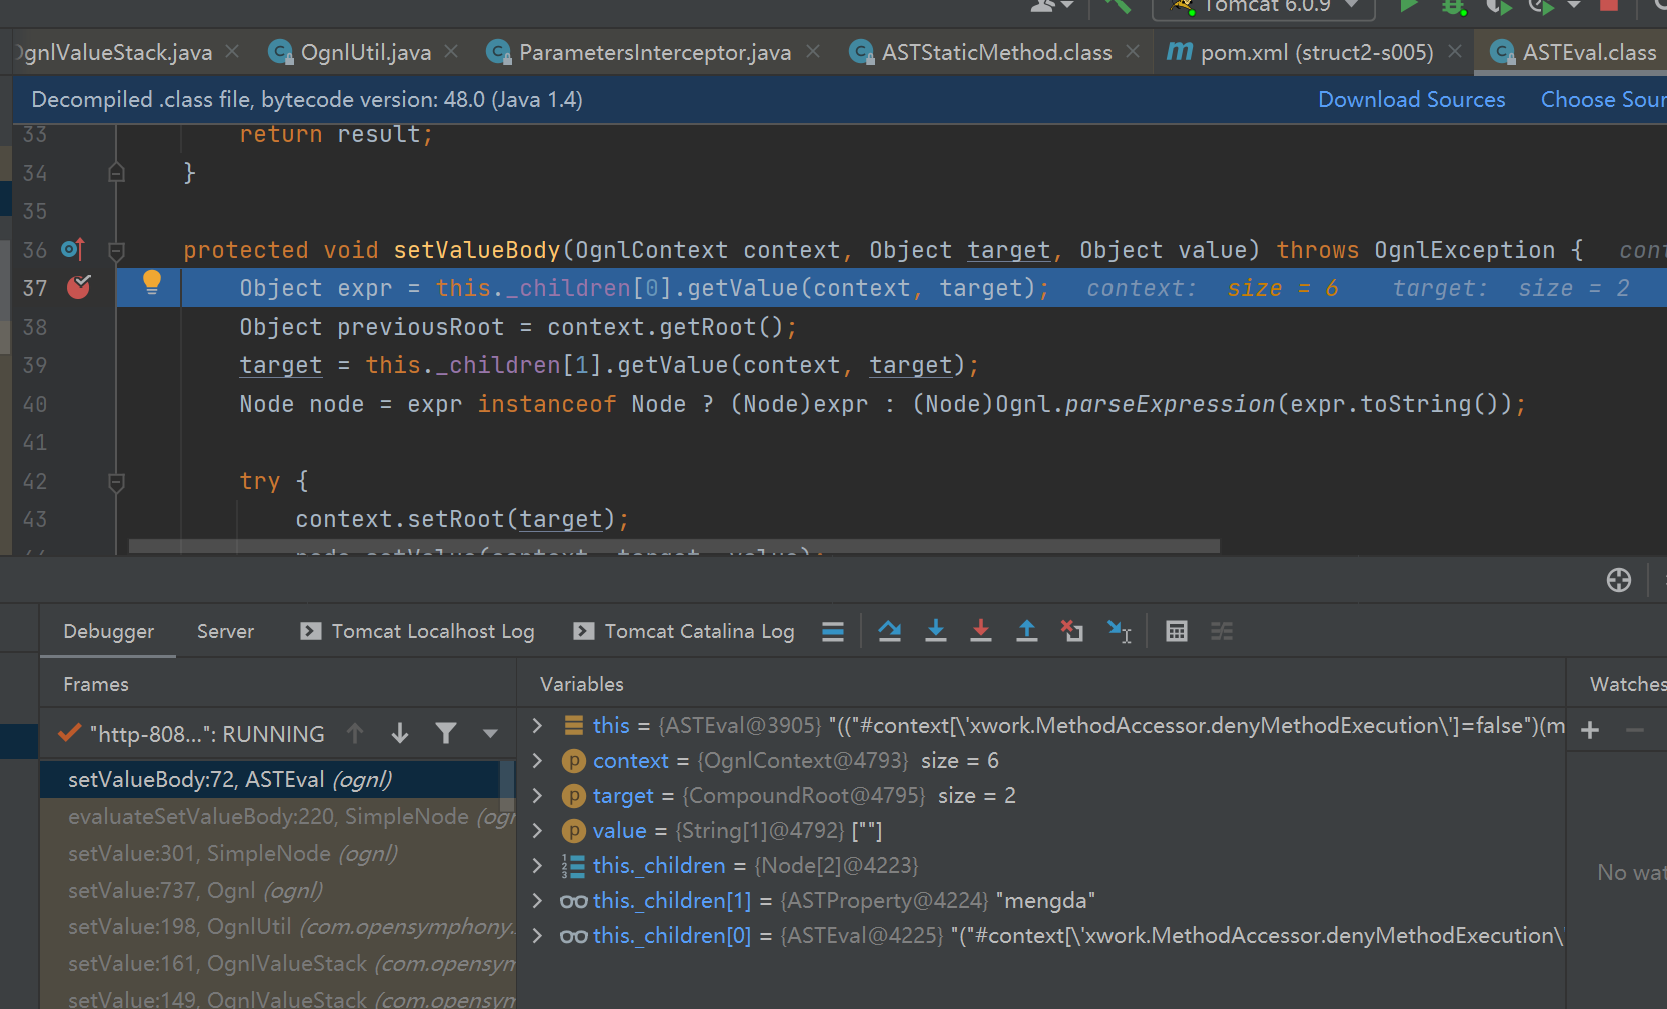 Tomcat 6.0.9
OgnlValueStack.java OgnlUtil.java ParametersInterceptor.java ASTStaticMethod.class pom.xml (struct2-s005) ASTEval.class
Decompiled .class file, bytecode version: 48.0 (Java 1.4) Download Sources Choose Sour
33 return result;
34 }
35
36 protected void setValueBody(OgnlContext context, Object target, Object value) throws OgnlException { cont
37 Object expr = this._children[0].getValue(context, target); context: size = 6 target: size = 2
38 Object previousRoot = context.getRoot();
39 target = this._children[1].getValue(context, target);
40 Node node = expr instanceof Node ? (Node)expr : (Node)Ognl.parseExpression(expr.toString());
41
42 try {
43 context.setRoot(target);
44 node.setValue(context, target, value);
Debugger Server Tomcat Localhost Log Tomcat Catalina Log
Frames Variables Watches
"http-808...": RUNNING
setValueBody:72, ASTEval (ognl)
evaluateSetValueBody:220, SimpleNode (ogn
setValue:301, SimpleNode (ognl)
setValue:737, Ognl (ognl)
setValue:198, OgnlUtil (com.opensymphony.
setValue:161, OgnlValueStack (com.opensym
setValue:149, OgnlValueStack (com.opensym
this = {ASTEval@3905} "(("#context[\'xwork.MethodAccessor.denyMethodExecution\']=false")(m
context = {OgnlContext@4793} size = 6
target = {CompoundRoot@4795} size = 2
value = {String[1]@4792} [""]
this._children = {Node[2]@4223}
this._children[1] = {ASTProperty@4224} "mengda"
this._children[0] = {ASTEval@4225} "("#context[\'xwork.MethodAccessor.denyMethodExecution\
No wat